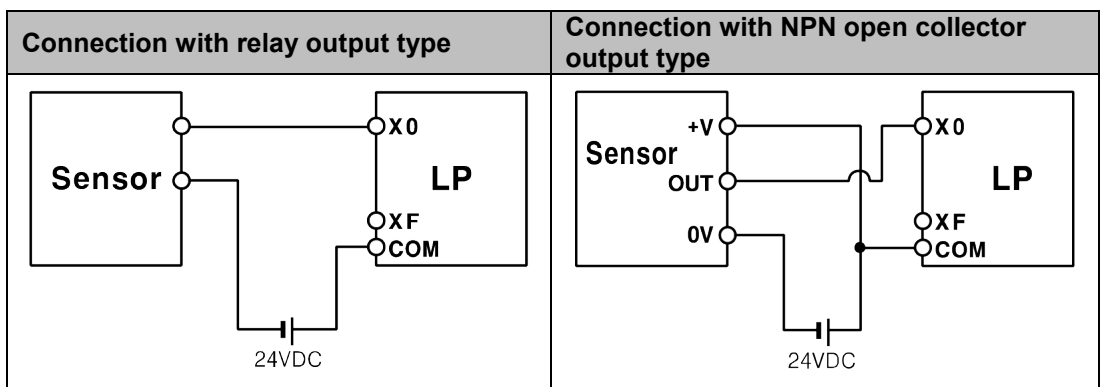 Connection with relay output type
Connection with NPN open collector
output type
Sensor
X0
LP
XF
COM
24VDC
Sensor
+V
OUT
0V
X0
LP
XF
COM
24VDC